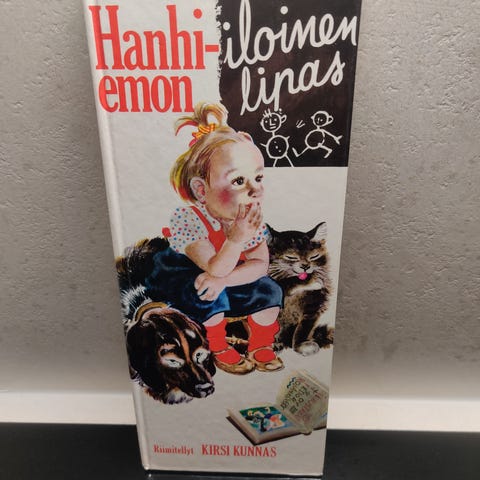 Hanhi-
emon
iloinen
lipas
Riimitellyt KIRSI KUNNAS